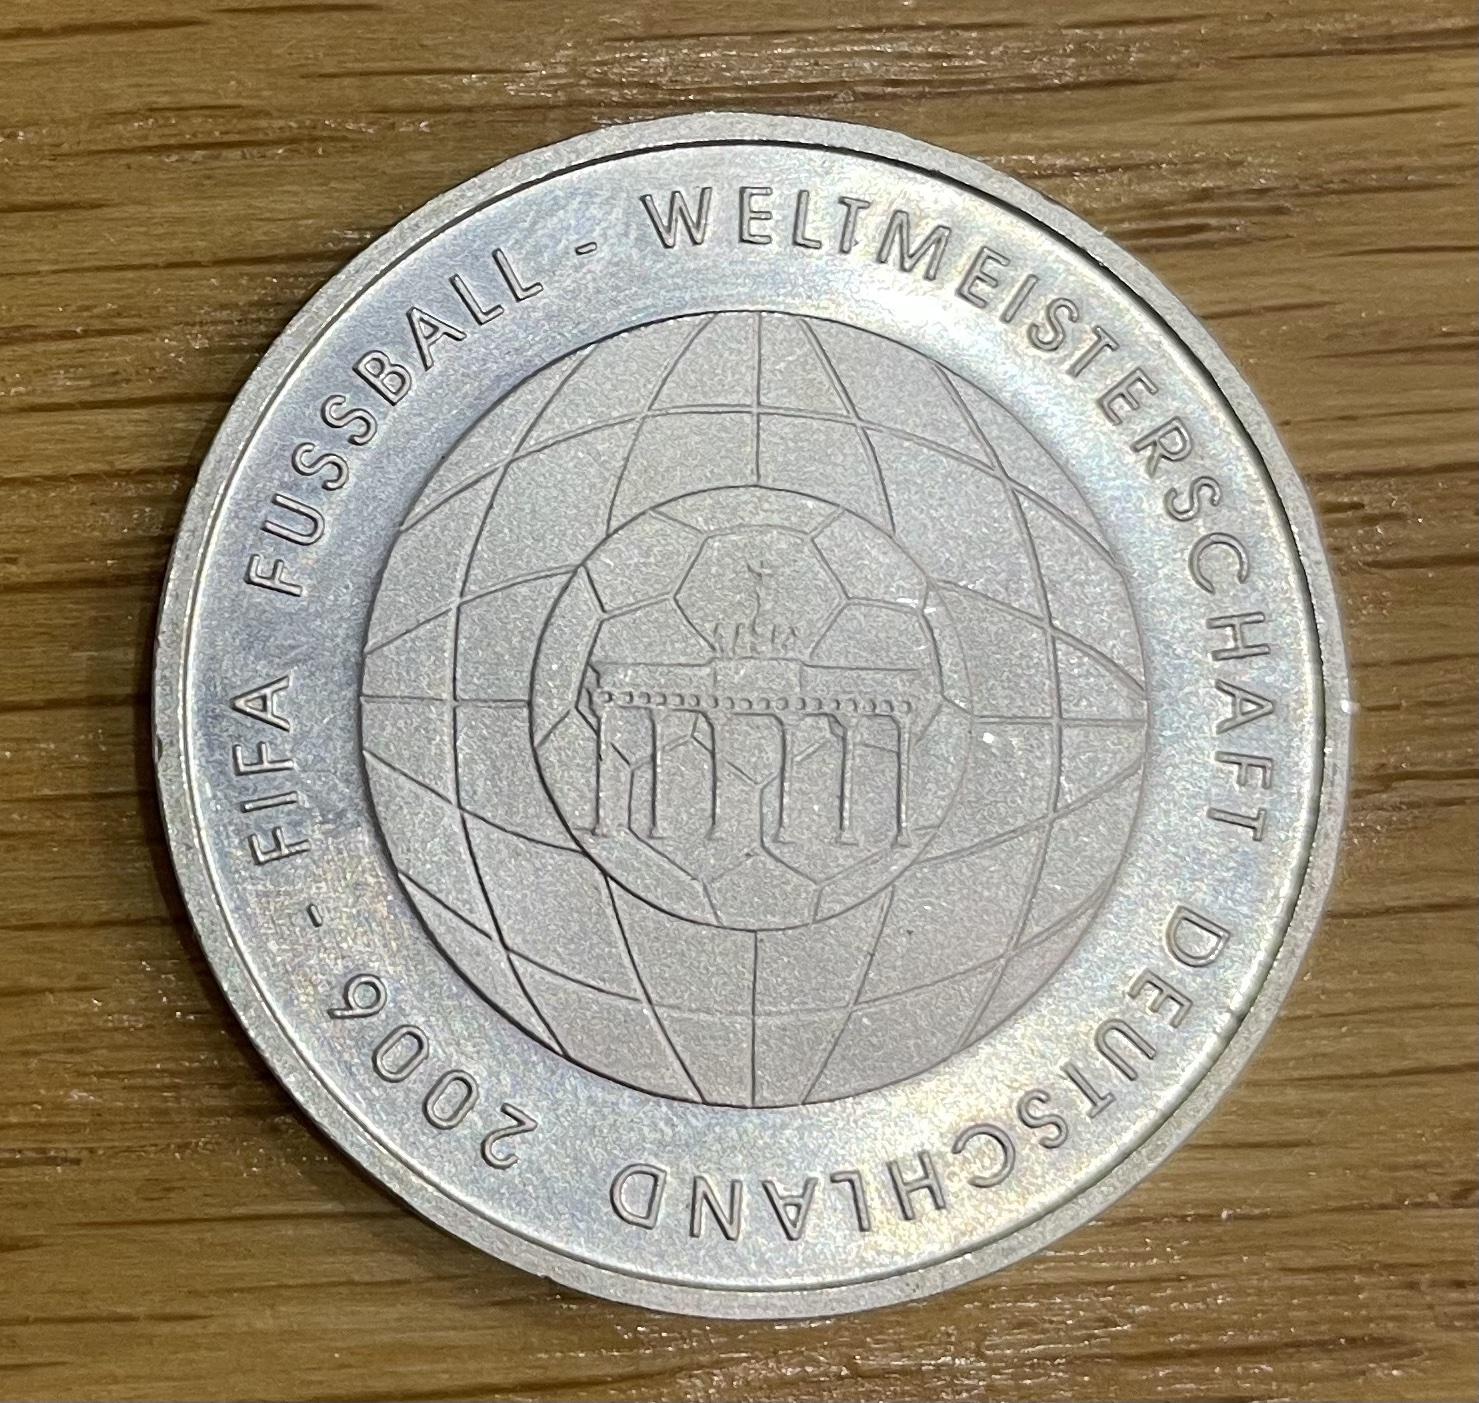 FIFA FUSSBALL - WELTMEISTERSCHAFT DEUTSCHLAND 2006 -